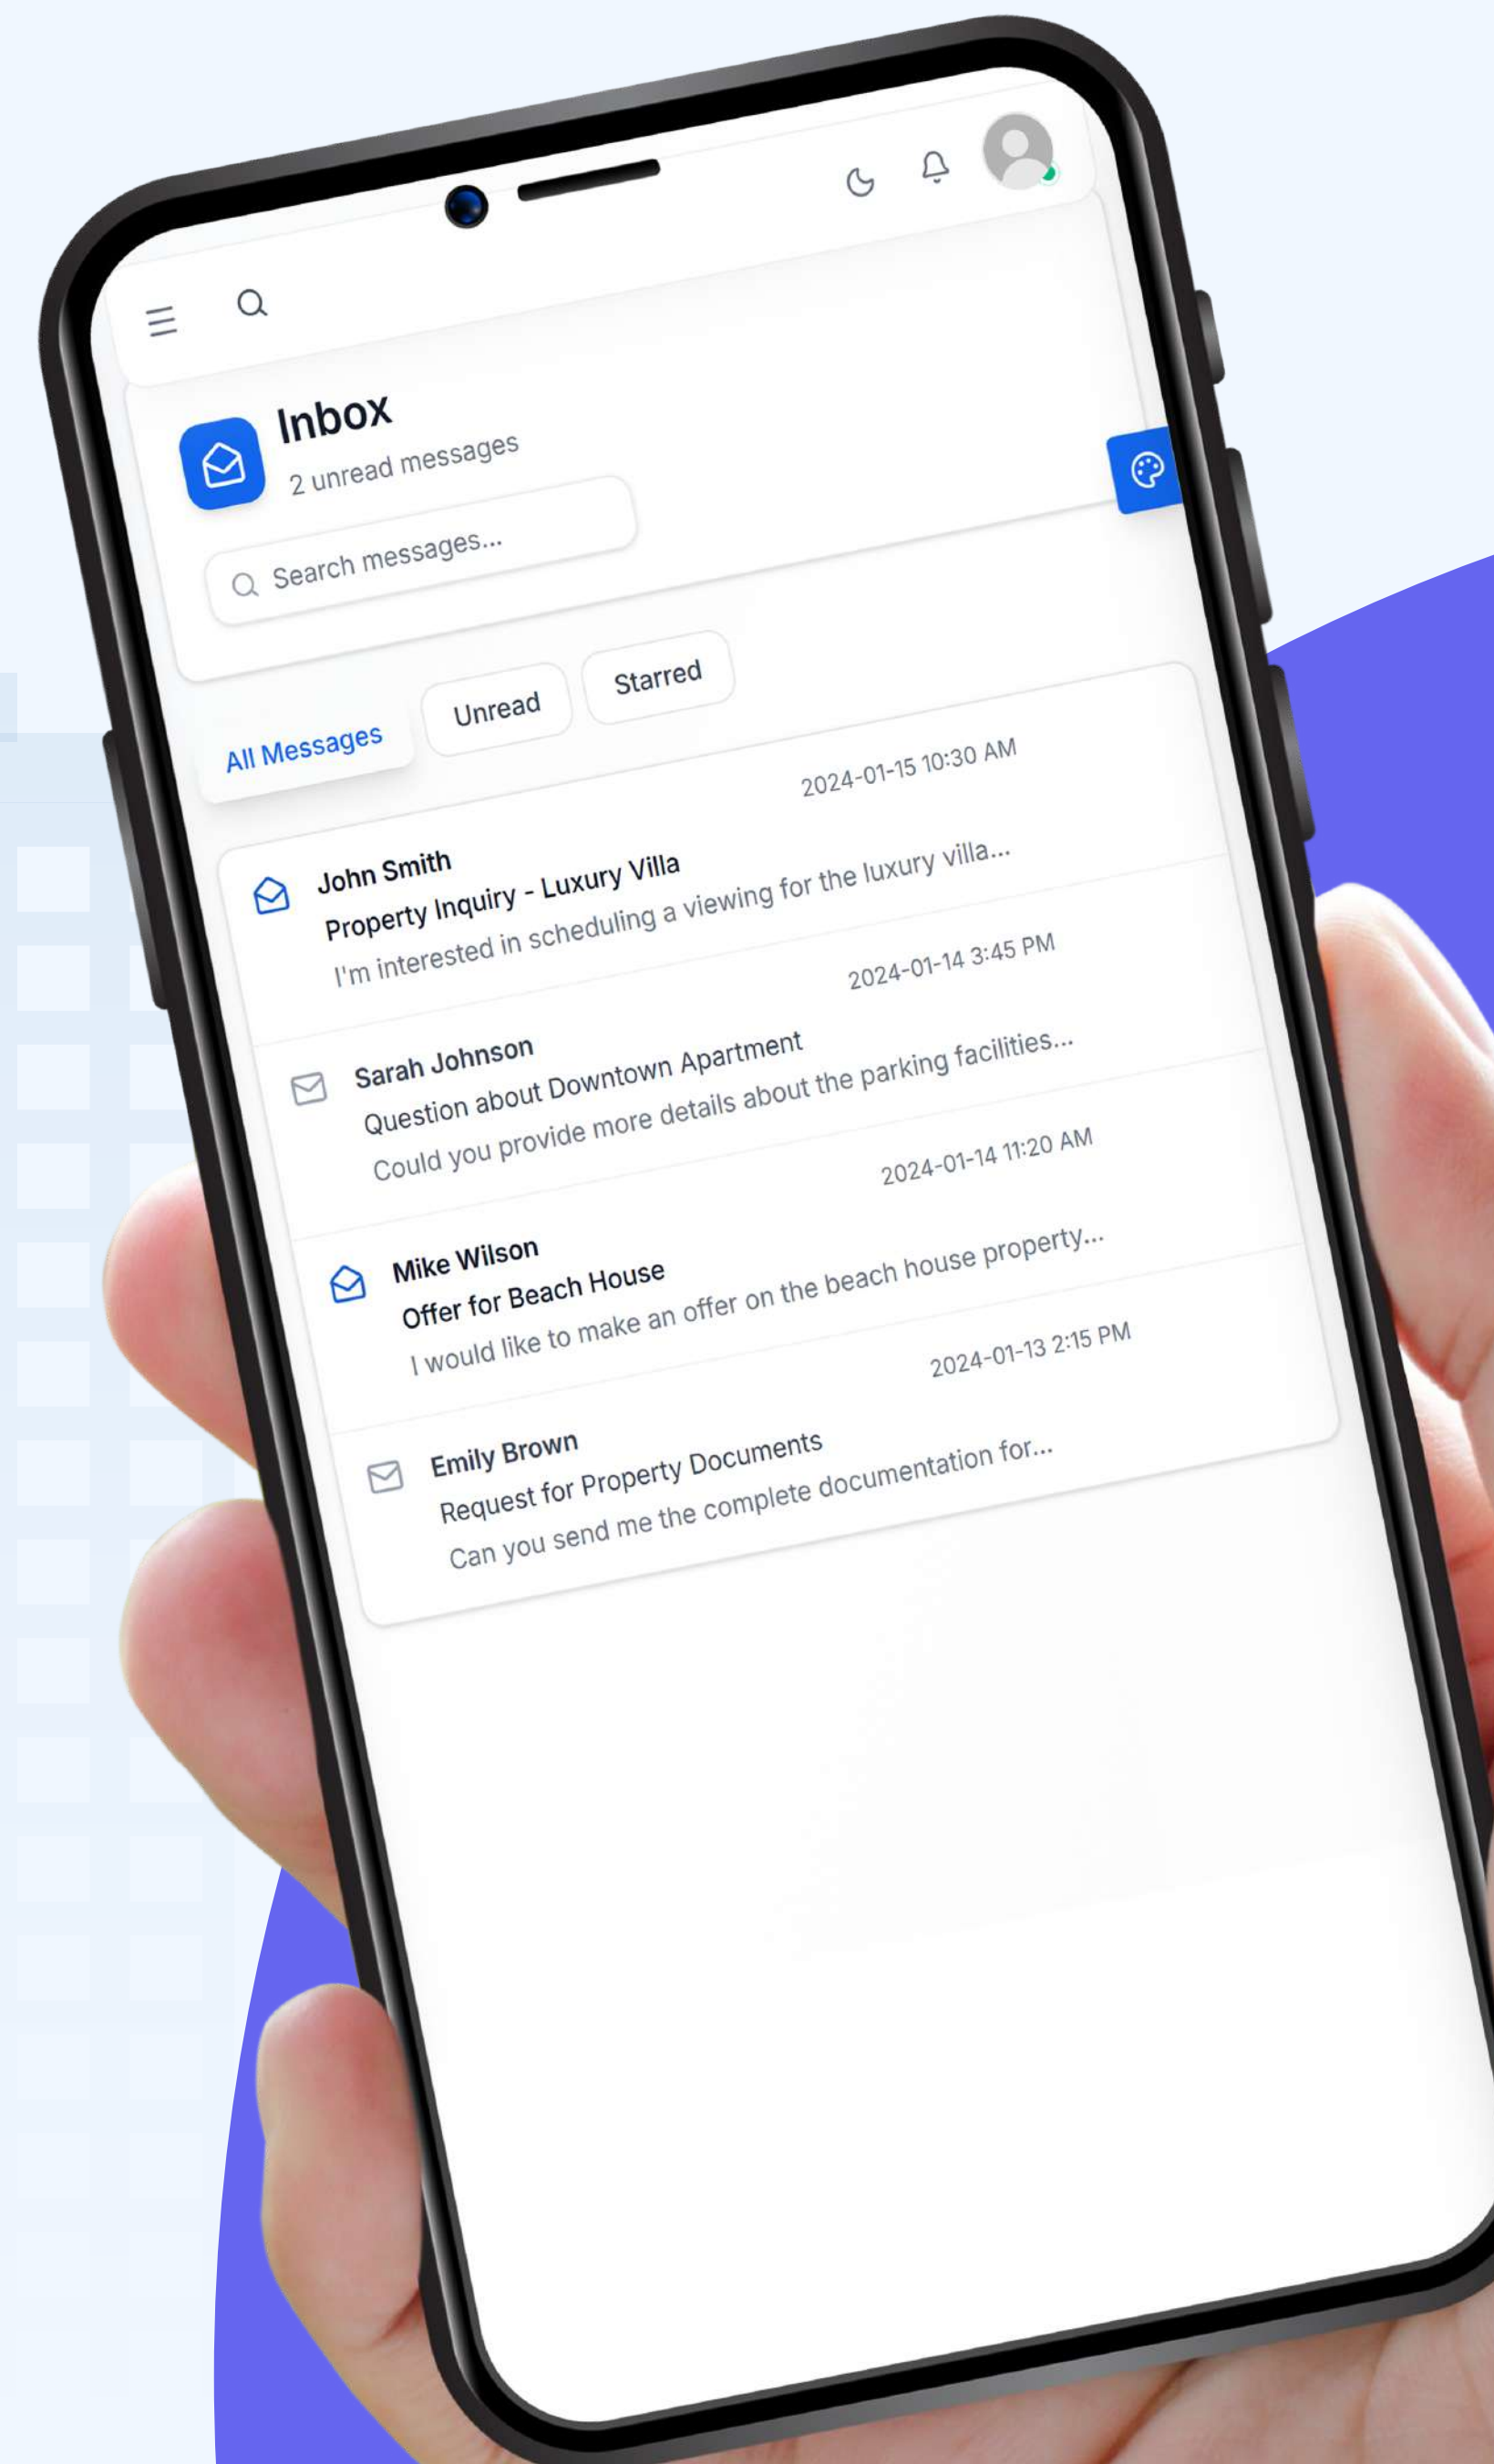 Inbox
2 unread messages
Search messages...
All Messages
Unread
Starred
John Smith
2024-01-15 10:30 AM
Property Inquiry - Luxury Villa
I'm interested in scheduling a viewing for the luxury villa...
Sarah Johnson
2024-01-14 3:45 PM
Question about Downtown Apartment
Could you provide more details about the parking facilities...
Mike Wilson
2024-01-14 11:20 AM
Offer for Beach House
I would like to make an offer on the beach house property...
Emily Brown
2024-01-13 2:15 PM
Request for Property Documents
Can you send me the complete documentation for...